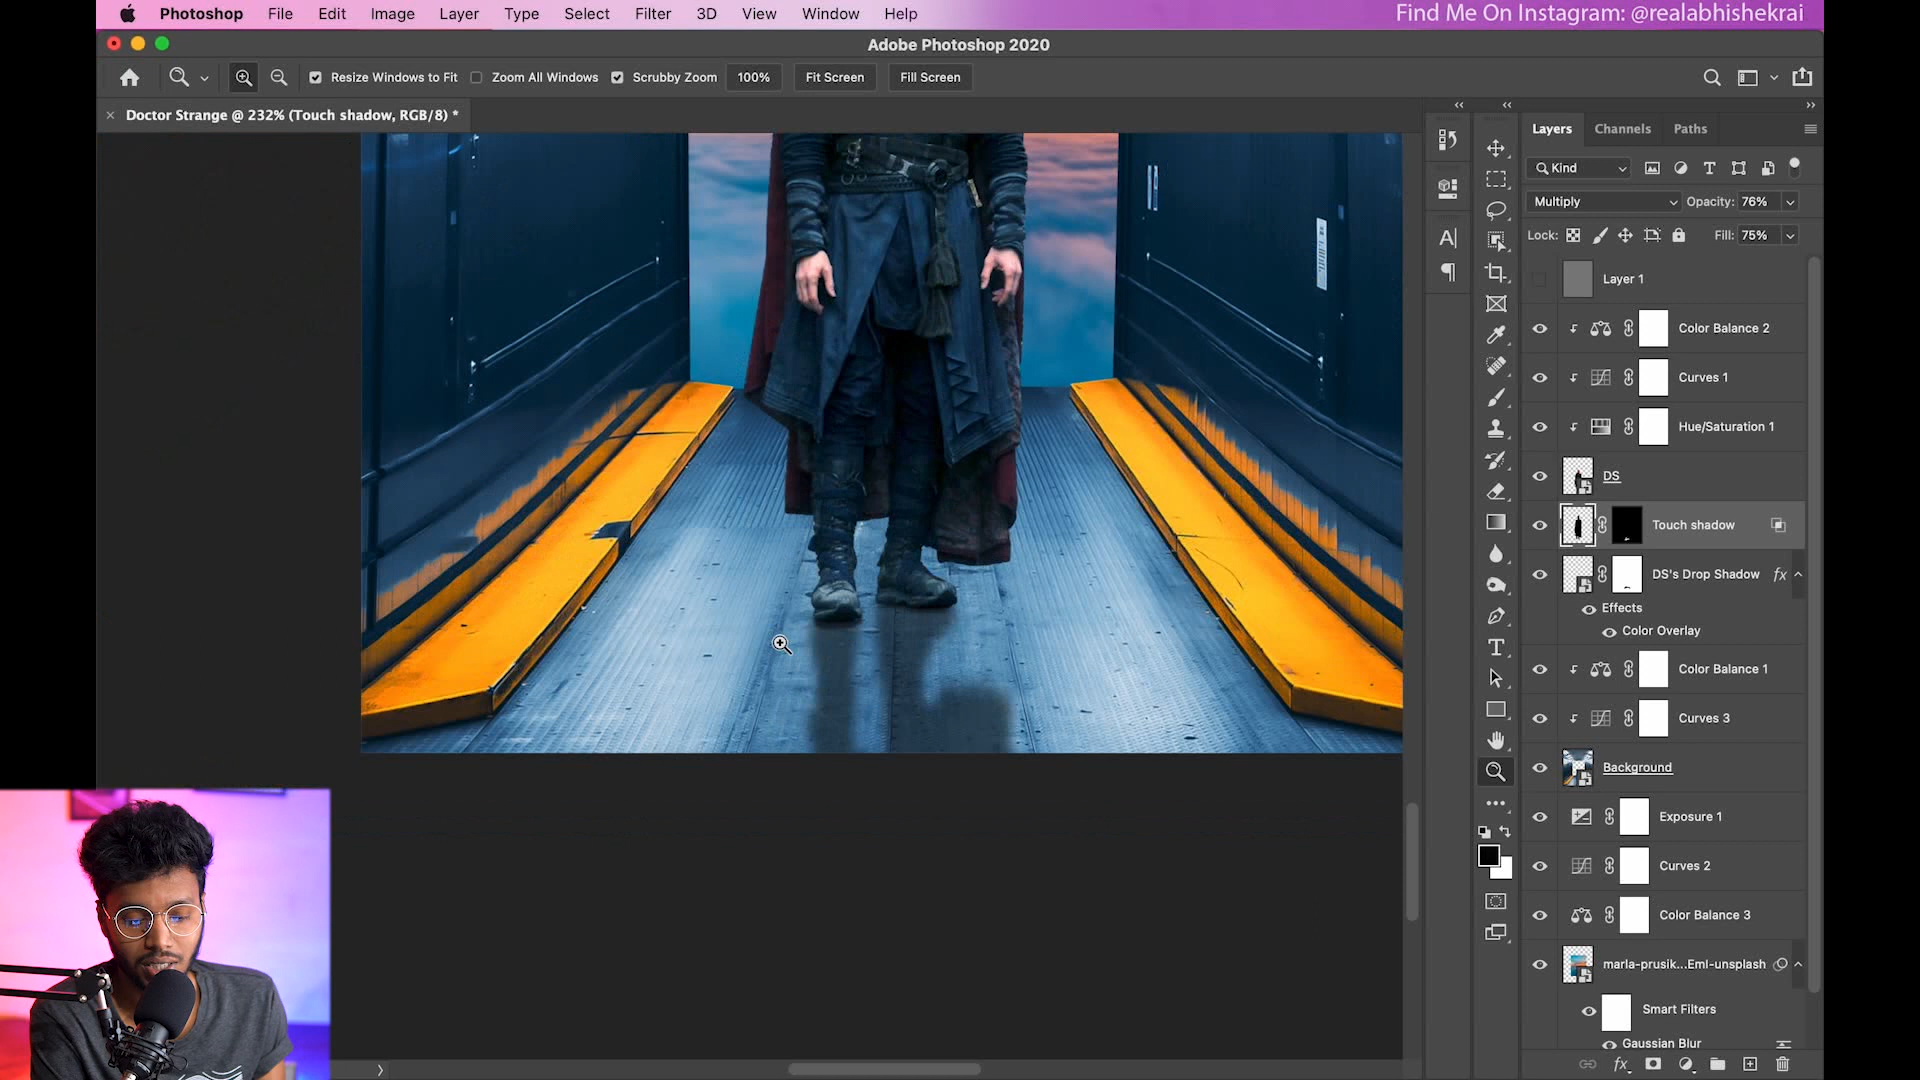 Photoshop File Edit Image Layer Type Select Filter 3D View Window Help
Find Me On Instagram: @realabhishekrai
Adobe Photoshop 2020
Resize Windows to Fit Zoom All Windows Scrubby Zoom 100% Fit Screen Fill Screen
Doctor Strange @ 232% (Touch shadow, RGB/8) *
Layers Channels Paths
Kind
Multiply Opacity: 76%
Lock: Fill: 75%
Layer 1
Color Balance 2
Curves 1
Hue/Saturation 1
DS
Touch shadow
DS's Drop Shadow fx
Effects
Color Overlay
Color Balance 1
Curves 3
Background
Exposure 1
Curves 2
Color Balance 3
marla-prusik...EmI-unsplash
Smart Filters
Gaussian Blur
fx